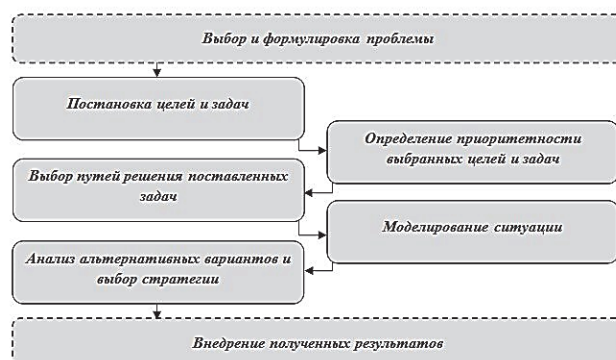 Выбор и формулировка проблемы
Постановка целей и задач
Определение приоритетности
выбранных целей и задач
Выбор путей решения поставленных
задач
Моделирование ситуации
Анализ альтернативных вариантов и
выбор стратегии
Внедрение полученных результатов